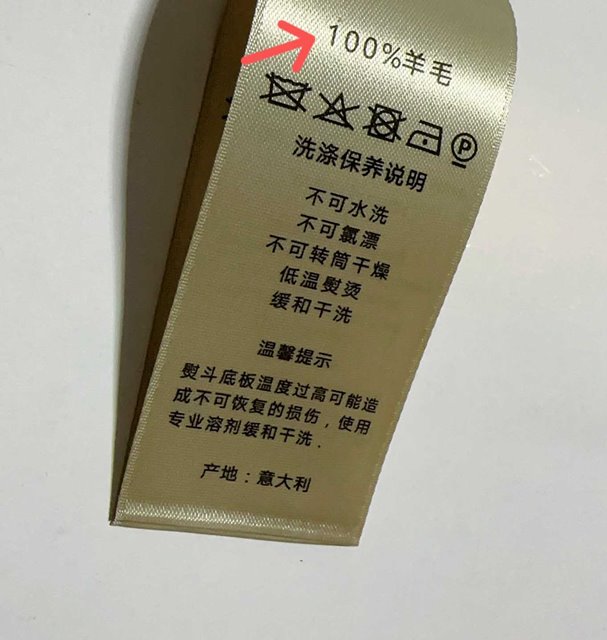 100%羊毛
P
洗涤保养说明
不可水洗
不可氯漂
不可转筒干燥
低温熨烫
缓和干洗
温馨提示
熨斗底板温度过高可能造
成不可恢复的损伤，使用
专业溶剂缓和干洗．
产地：意大利